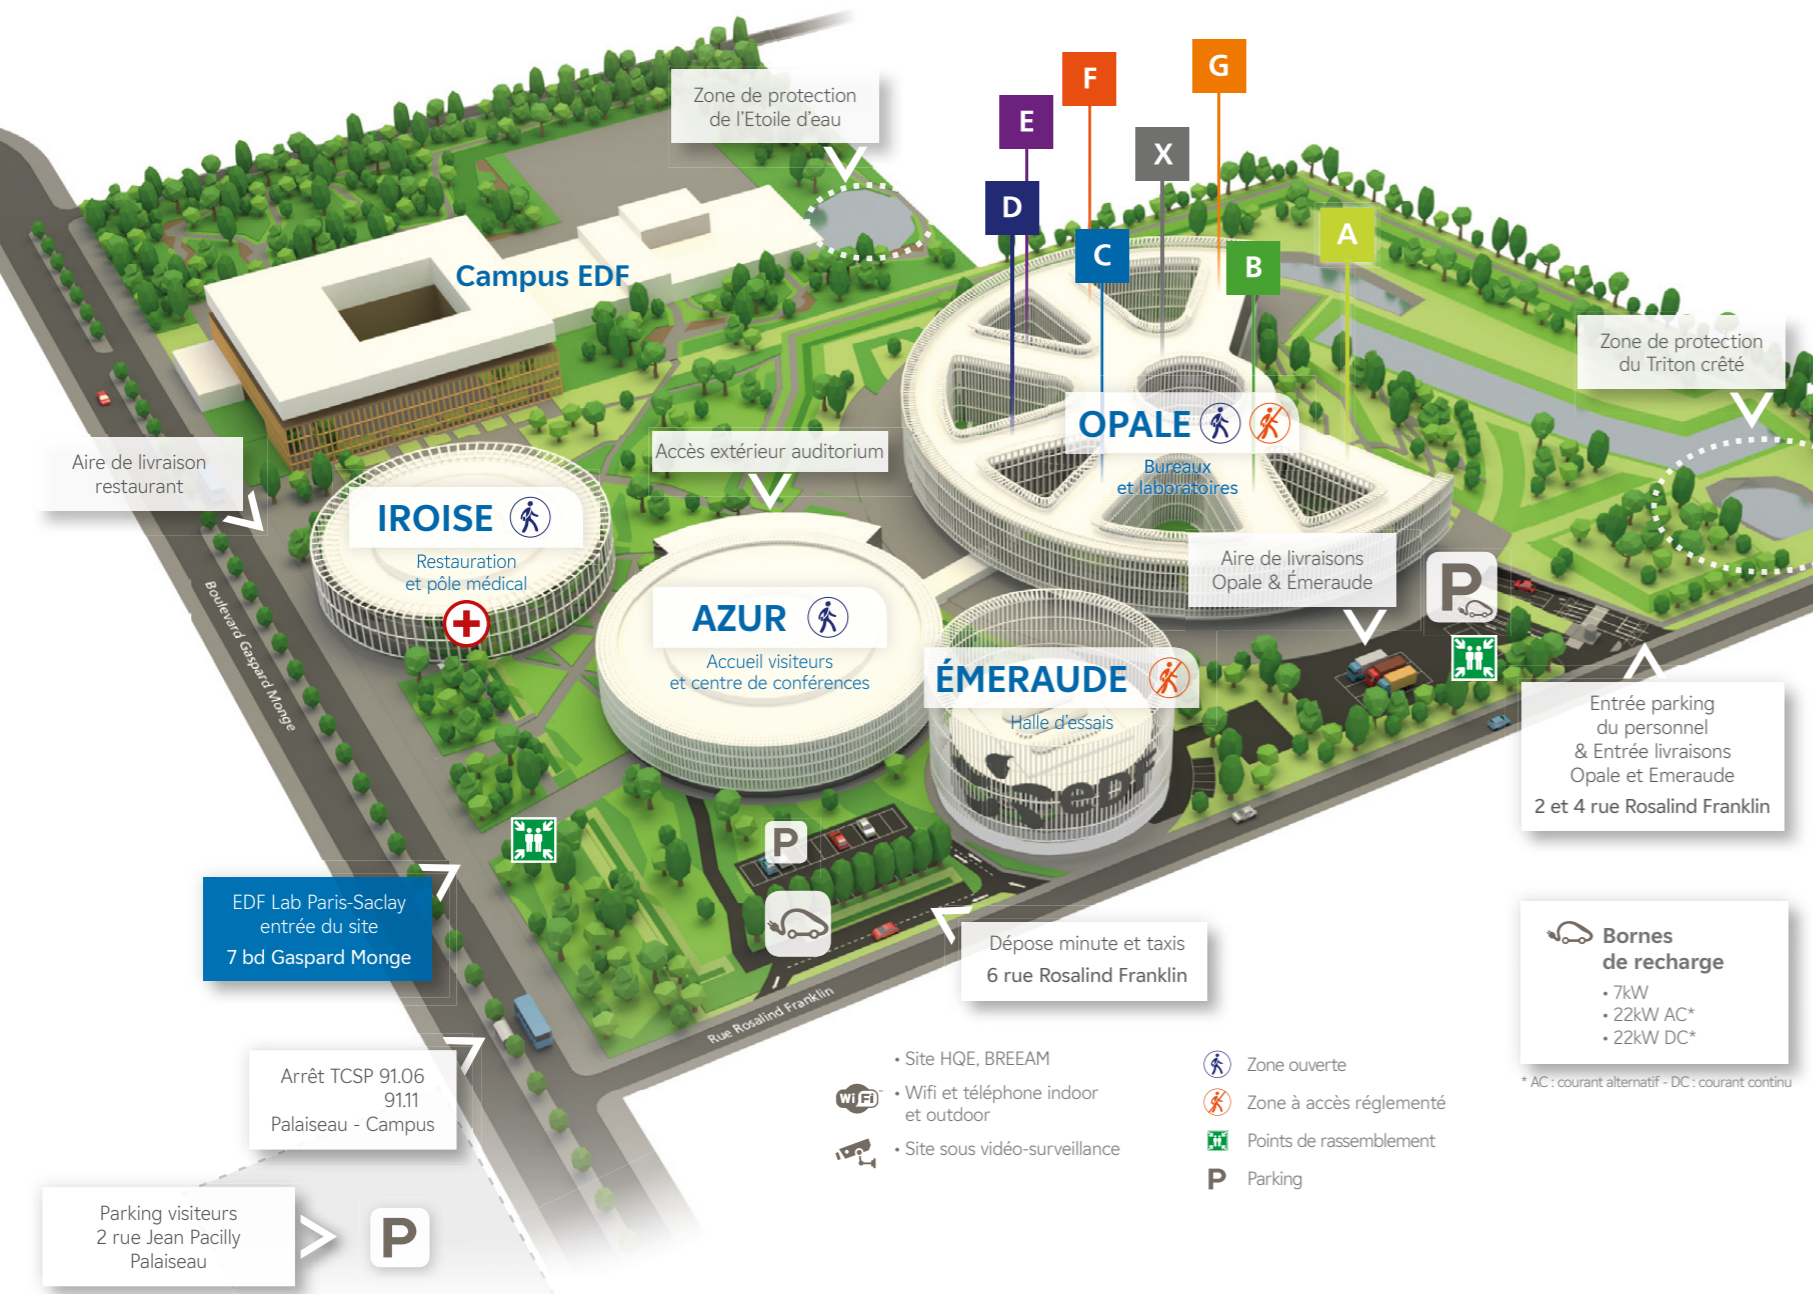 F
G
Zone de protection
de l'Etoile d'eau
E
X
D
C
B
A
Campus EDF
Zone de protection
du Triton crêté
OPALE
Bureaux
et laboratoires
Accès extérieur auditorium
Aire de livraison
restaurant
IROISE
Restauration
et pôle médical
AZUR
Accueil visiteurs
et centre de conférences
Aire de livraisons
Opale & Émeraude
P
ÉMERAUDE
Halle d'essais
eDF
Boulevard Gaspard Monge
Entrée parking
du personnel
& Entrée livraisons
Opale et Emeraude
2 et 4 rue Rosalind Franklin
P
EDF Lab Paris-Saclay
entrée du site
7 bd Gaspard Monge
Dépose minute et taxis
6 rue Rosalind Franklin
Rue Rosalind Franklin
Bornes
de recharge
• 7kW
• 22kW AC*
• 22kW DC*
* AC : courant alternatif - DC : courant continu
Arrêt TCSP 91.06
91.11
Palaiseau - Campus
Parking visiteurs
2 rue Jean Pacilly
Palaiseau
P
• Site HQE, BREEAM
WiFi
• Wifi et téléphone indoor
et outdoor
• Site sous vidéo-surveillance
Zone ouverte
Zone à accès réglementé
Points de rassemblement
P Parking